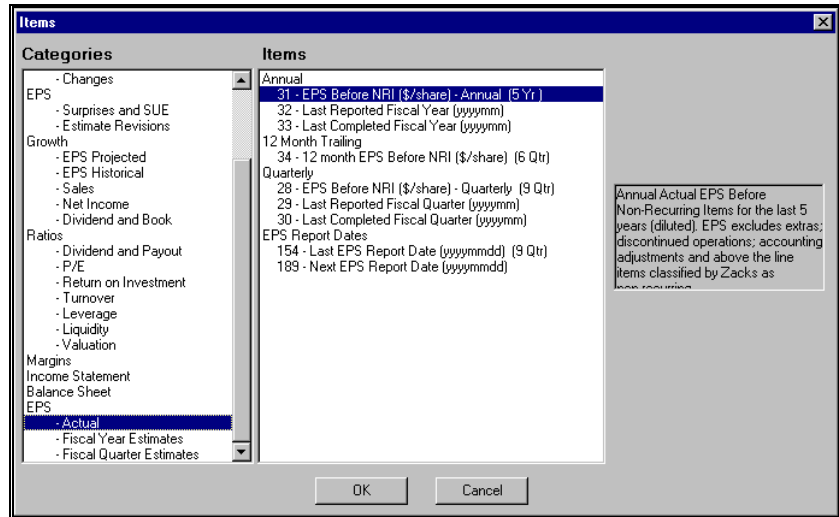 Items
Categories
- Changes
EPS
- Surprises and SUE
- Estimate Revisions
Growth
- EPS Projected
- EPS Historical
- Sales
- Net Income
- Dividend and Book
Ratios
- Dividend and Payout
- P/E
- Return on Investment
- Turnover
- Leverage
- Liquidity
- Valuation
Margins
Income Statement
Balance Sheet
EPS
- Actual
- Fiscal Year Estimates
- Fiscal Quarter Estimates
Items
Annual
31 - EPS Before NRI ($/share) - Annual (5 Yr )
32 - Last Reported Fiscal Year (yyyymm)
33 - Last Completed Fiscal Year (yyyymm)
12 Month Trailing
34 - 12 month EPS Before NRI ($/share) (6 Qtr)
Quarterly
28 - EPS Before NRI ($/share) - Quarterly (9 Qtr)
29 - Last Reported Fiscal Quarter (yyyymm)
30 - Last Completed Fiscal Quarter (yyyymm)
EPS Report Dates
154 - Last EPS Report Date (yyyymmdd) (9 Qtr)
189 - Next EPS Report Date (yyyymmdd)
Annual Actual EPS Before
Non-Recurring Items for the last 5
years (diluted). EPS excludes extras;
discontinued operations; accounting
adjustments and above the line
items classified by Zacks as
OK
Cancel